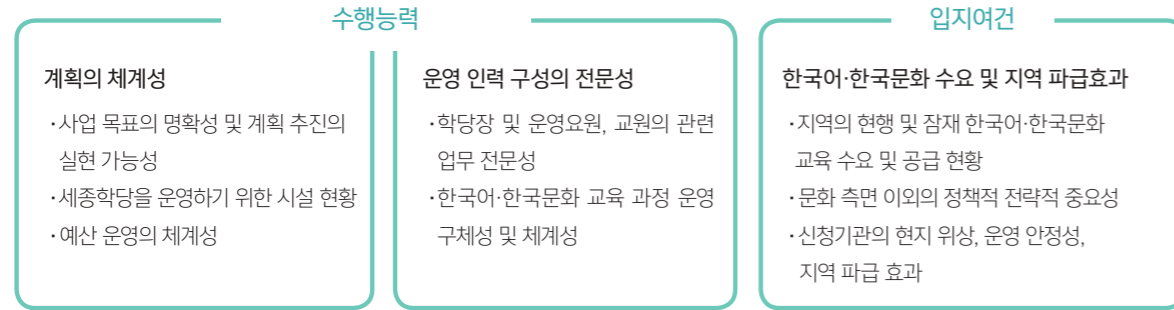 수행능력
입지여건
계획의 체계성
·사업 목표의 명확성 및 계획 추진의
실현 가능성
·세종학당을 운영하기 위한 시설 현황
·예산 운영의 체계성
운영 인력 구성의 전문성
·학당장 및 운영요원, 교원의 관련
업무 전문성
·한국어·한국문화 교육 과정 운영
구체성 및 체계성
한국어·한국문화 수요 및 지역 파급효과
·지역의 현행 및 잠재 한국어·한국문화
교육 수요 및 공급 현황
·문화 측면 이외의 정책적 전략적 중요성
·신청기관의 현지 위상, 운영 안정성,
지역 파급 효과